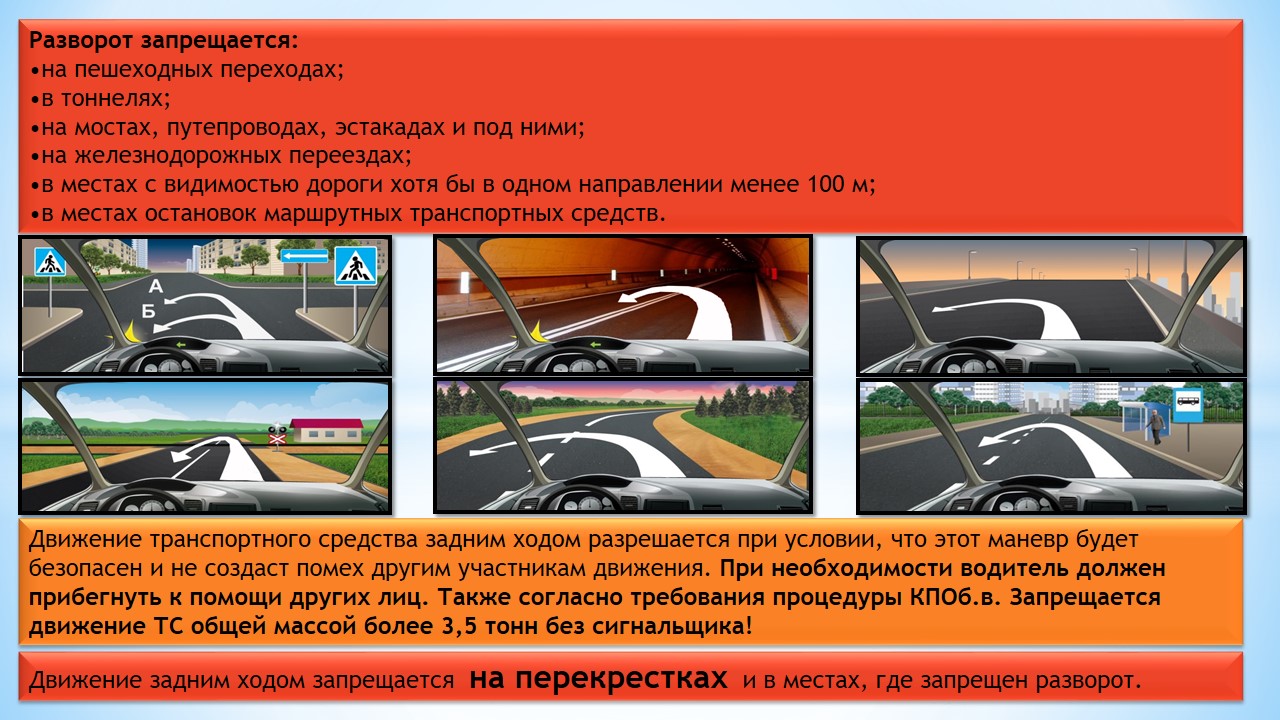 Разворот запрещается:
•на пешеходных переходах;
•в тоннелях;
•на мостах, путепроводах, эстакадах и под ними;
•на железнодорожных переездах;
•в местах с видимостью дороги хотя бы в одном направлении менее 100 м;
•в местах остановок маршрутных транспортных средств.
А
Б
Движение транспортного средства задним ходом разрешается при условии, что этот маневр будет
безопасен и не создаст помех другим участникам движения. При необходимости водитель должен
прибегнуть к помощи других лиц. Также согласно требования процедуры КПОб.в. Запрещается
движение ТС общей массой более 3,5 тонн без сигнальщика!
Движение задним ходом запрещается на перекрестках и в местах, где запрещен разворот.